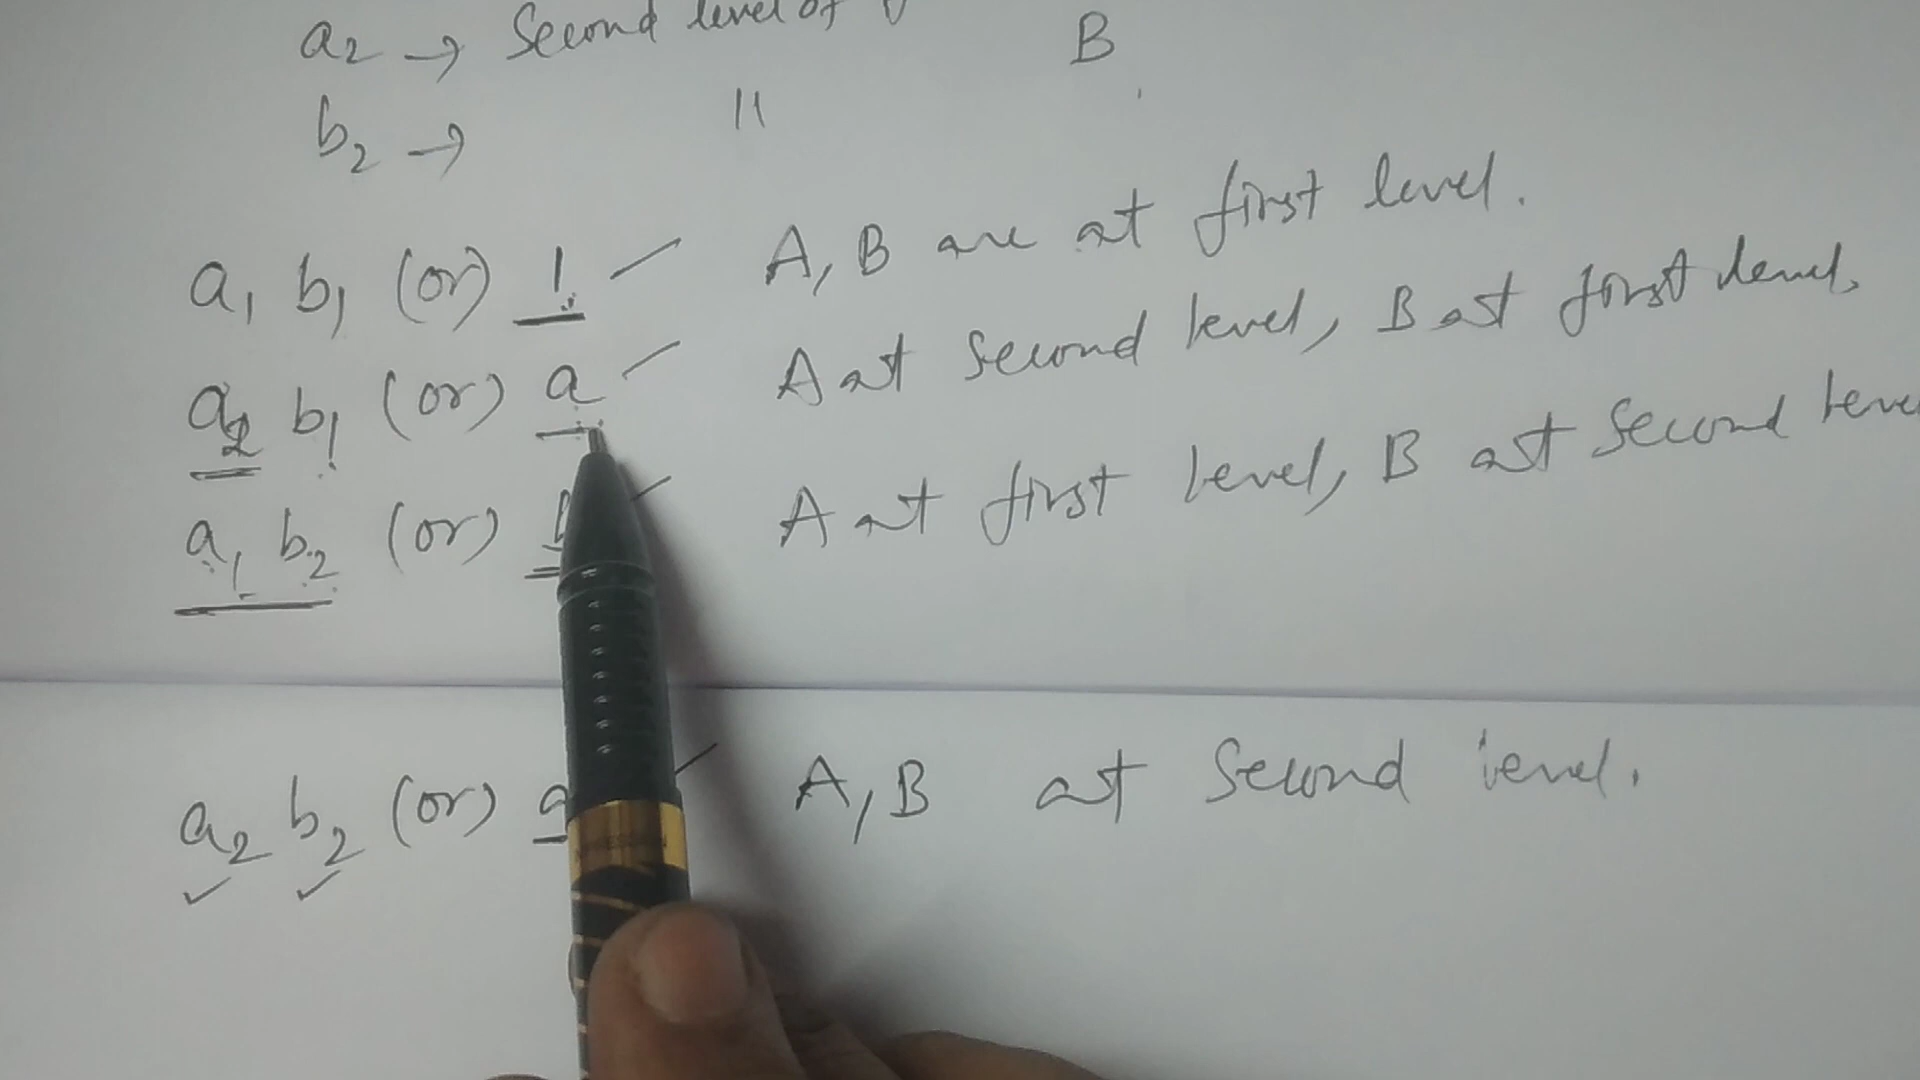 a2 → Second level of
B
b2 → 11
a1 b1 (or) 1 – A, B are at first level.
a2 b1 (or) a – A at Second level, B at first level,
a1 b2 (or) – A at first level, B at Second
a2 b2 (or) – A, B at Second level.